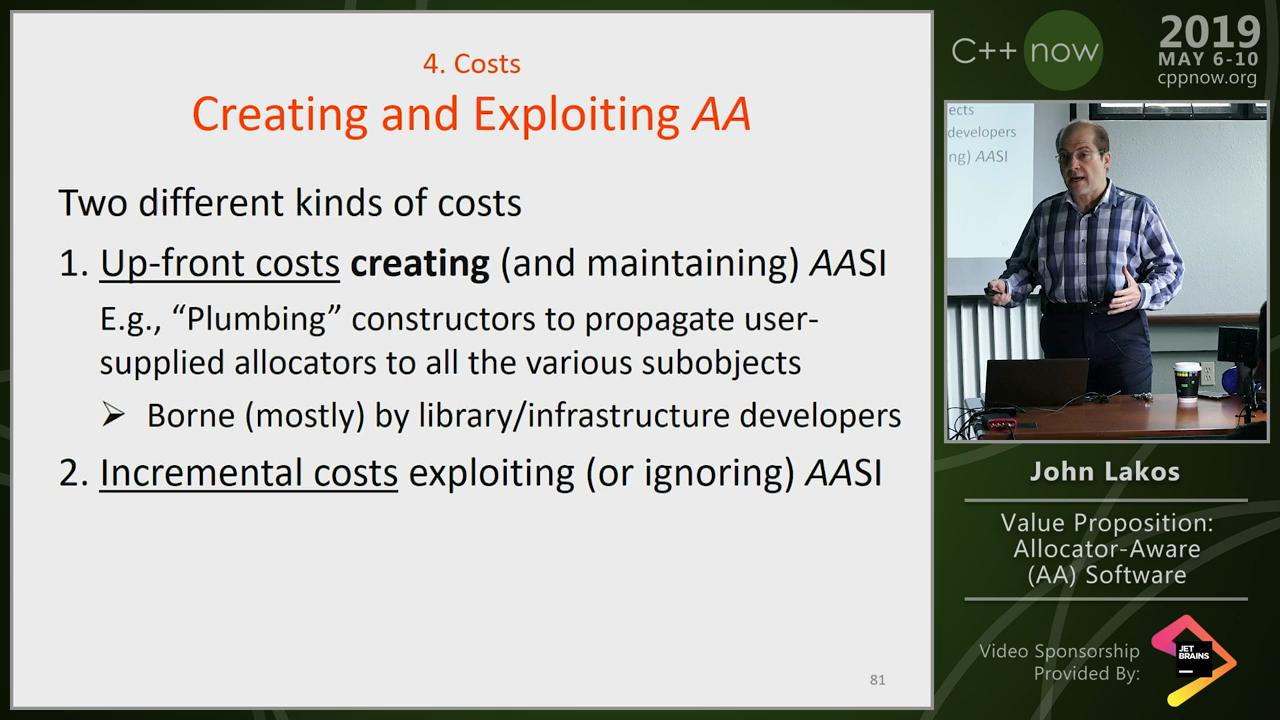 4. Costs
Creating and Exploiting AA
Two different kinds of costs
1. Up-front costs creating (and maintaining) AASI
E.g., “Plumbing” constructors to propagate user-
supplied allocators to all the various subobjects
➢ Borne (mostly) by library/infrastructure developers
2. Incremental costs exploiting (or ignoring) AASI
81
C++ now
2019
MAY 6-10
cppnow.org
ects
developers
ng) AASI
John Lakos
Value Proposition:
Allocator-Aware
(AA) Software
Video Sponsorship
Provided By:
JET
BRAINS